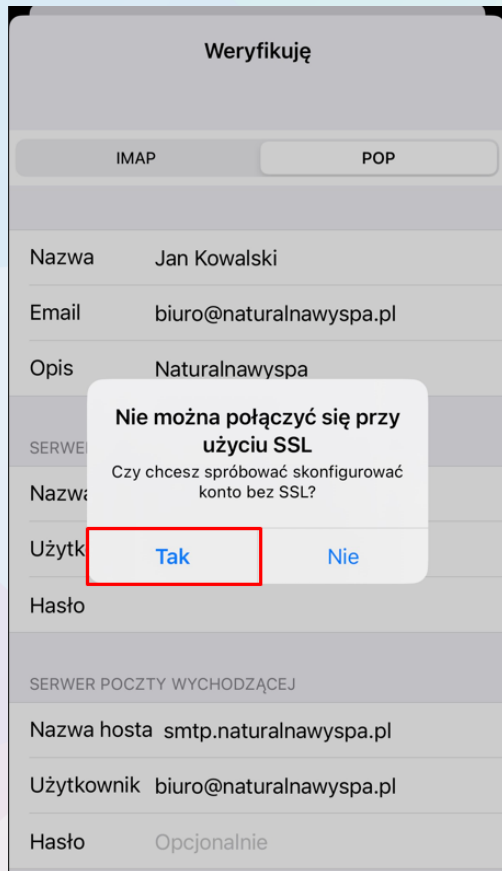 Weryfikuję
IMAP POP
Nazwa Jan Kowalski
Email biuro@naturalnawyspa.pl
Opis Naturalnawyspa
Nie można połączyć się przy
użyciu SSL
Czy chcesz spróbować skonfigurować
konto bez SSL?
Tak Nie
Hasło
SERWER POCZTY WYCHODZĄCEJ
Nazwa hosta smtp.naturalnawyspa.pl
Użytkownik biuro@naturalnawyspa.pl
Hasło Opcjonalnie